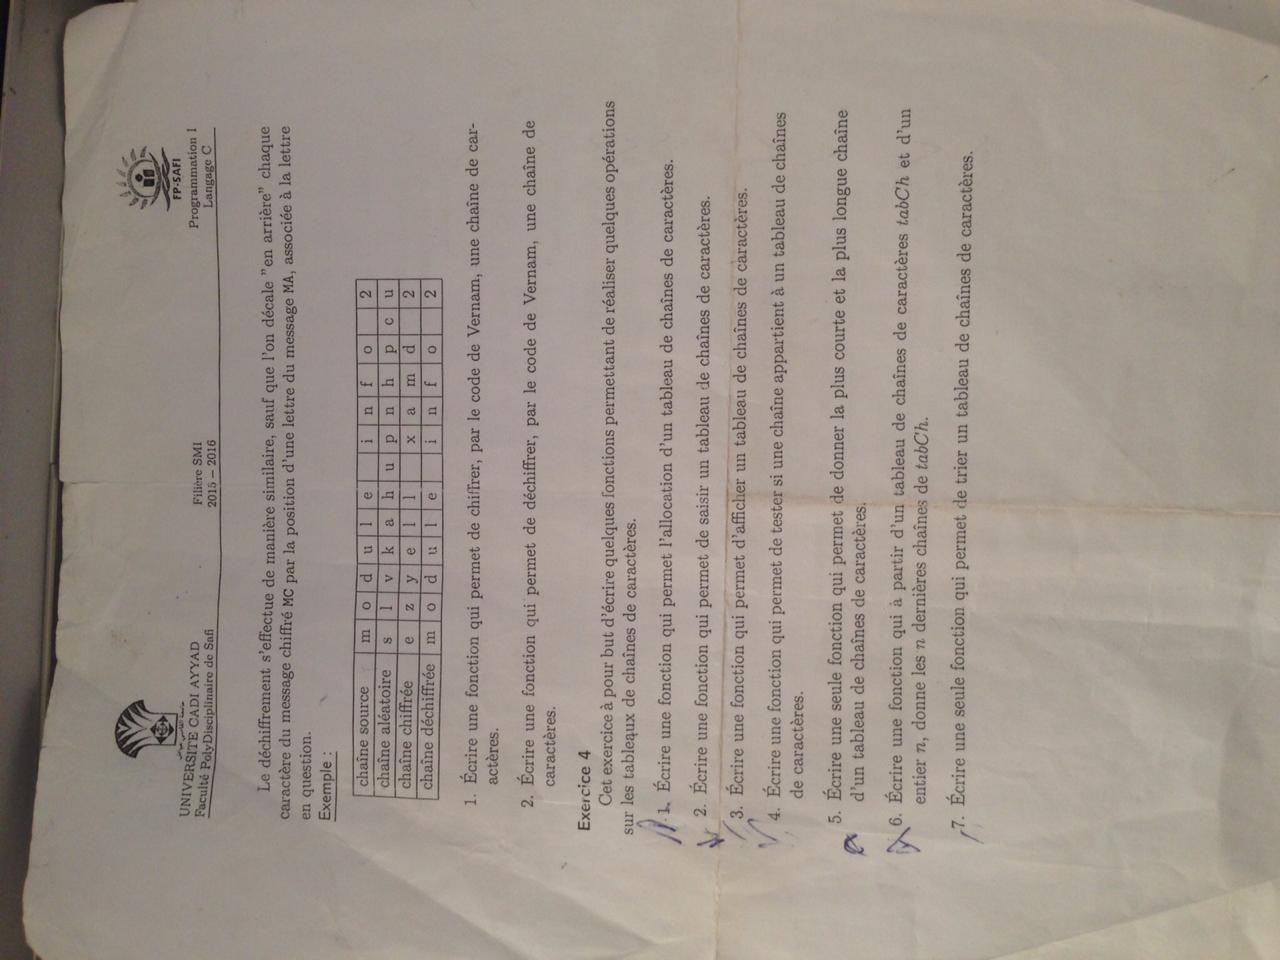 UNIVERSITE CADI AYYAD
Faculté PolyDisciplinaire de Safi
Filière SMI
2015 – 2016
FP-SAFI
Programmation I
Langage C
Le déchiffrement s'effectue de manière similaire, sauf que l'on décale "en arrière" chaque
caractère du message chiffré MC par la position d'une lettre du message MA, associée à la lettre
en question.
Exemple :
chaîne source m o d u l e i n f o 2
chaîne aléatoire s l v k a h u p n h p c u
chaîne chiffrée e z y e l l x a m d 2
chaîne déchiffrée m o d u l e i n f o 2
1. Écrire une fonction qui permet de chiffrer, par le code de Vernam, une chaîne de car-
actères.
2. Écrire une fonction qui permet de déchiffrer, par le code de Vernam, une chaîne de
caractères.
Exercice 4
Cet exercice à pour but d'écrire quelques fonctions permettant de réaliser quelques opérations
sur les tableaux de chaînes de caractères.
1. Écrire une fonction qui permet l'allocation d'un tableau de chaînes de caractères.
2. Écrire une fonction qui permet de saisir un tableau de chaînes de caractères.
3. Écrire une fonction qui permet d'afficher un tableau de chaînes de caractères.
4. Écrire une fonction qui permet de tester si une chaîne appartient à un tableau de chaînes
de caractères.
5. Écrire une seule fonction qui permet de donner la plus courte et la plus longue chaîne
d'un tableau de chaînes de caractères.
6. Écrire une fonction qui à partir d'un tableau de chaînes de caractères tabCh et d'un
entier n, donne les n dernières chaînes de tabCh.
7. Écrire une seule fonction qui permet de trier un tableau de chaînes de caractères.